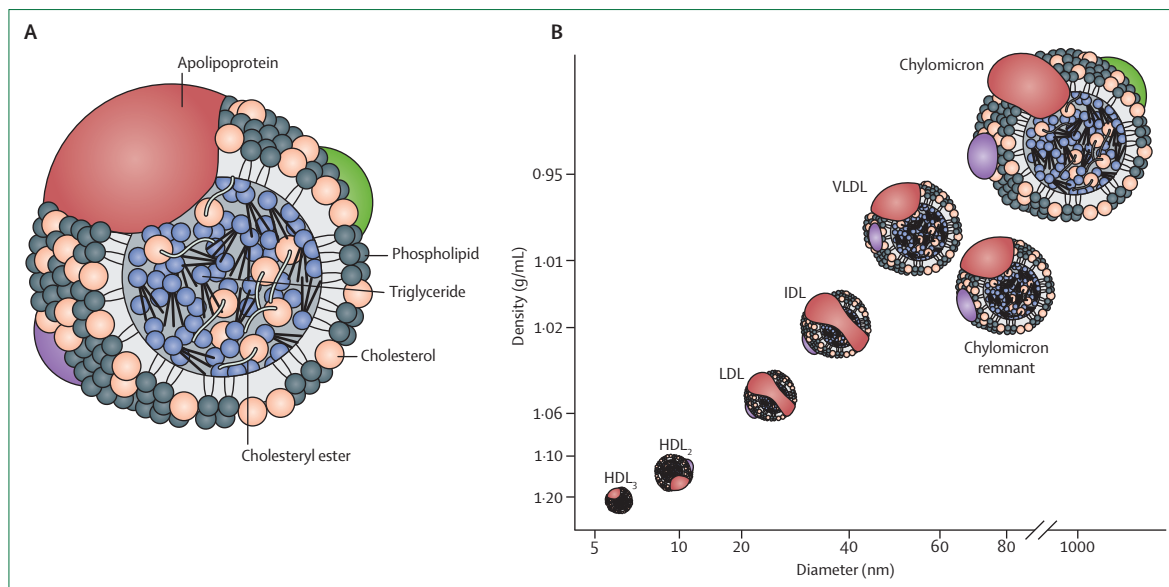 A
Apolipoprotein
Phospholipid
Triglyceride
Cholesterol
Cholesteryl ester
B
Density (g/mL)
0·95
1·01
1·02
1·06
1·10
1·20
Chylomicron
VLDL
Chylomicron
remnant
IDL
LDL
HDL₂
HDL₃
5 10 20 40 60 80 1000
Diameter (nm)